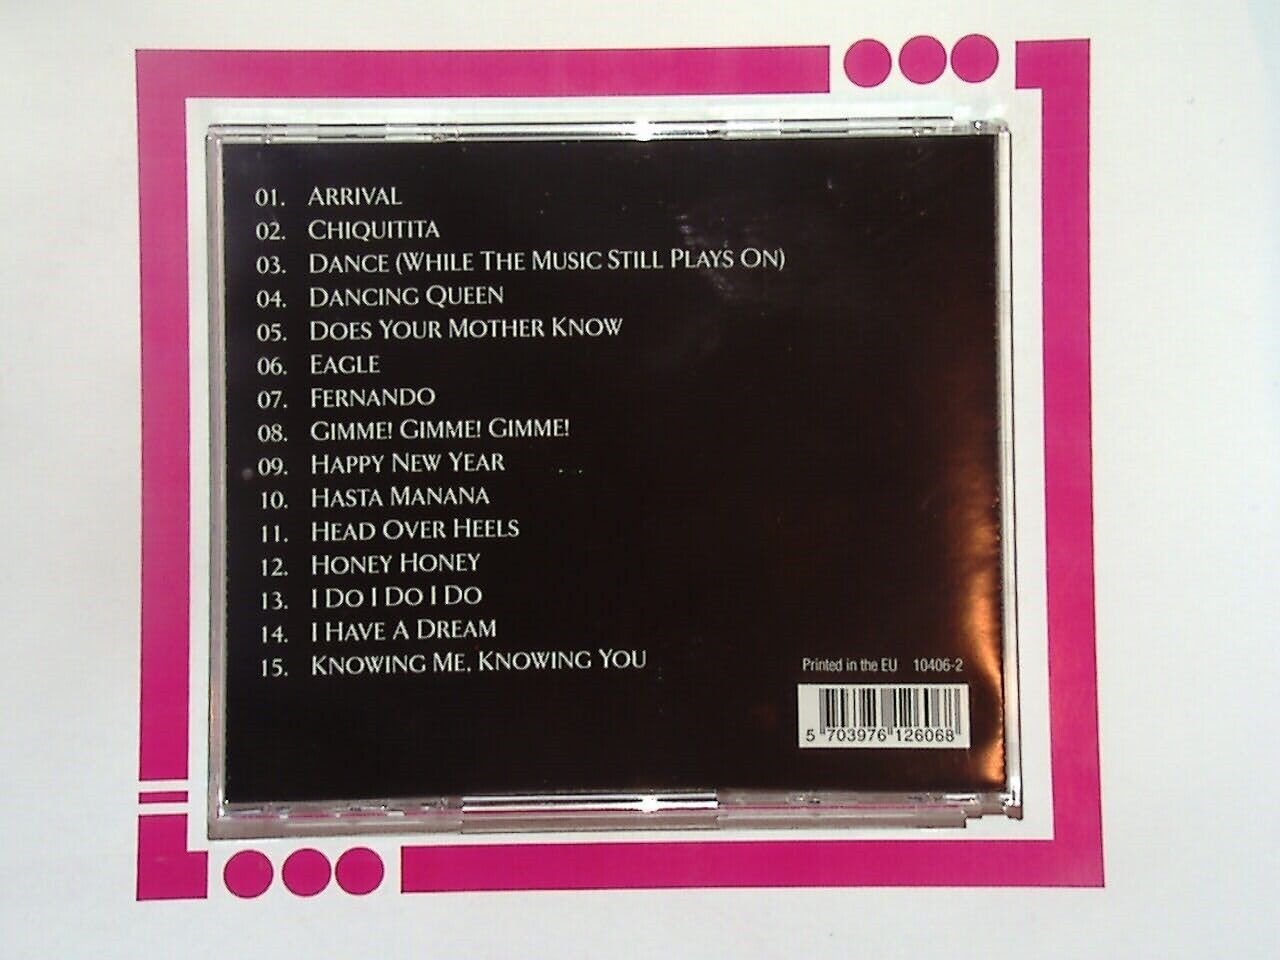 01. ARRIVAL
02. CHIQUITITA
03. DANCE (WHILE THE MUSIC STILL PLAYS ON)
04. DANCING QUEEN
05. DOES YOUR MOTHER KNOW
06. EAGLE
07. FERNANDO
08. GIMME! GIMME! GIMME!
09. HAPPY NEW YEAR
10. HASTA MANANA
11. HEAD OVER HEELS
12. HONEY HONEY
13. I DO I DO I DO
14. I HAVE A DREAM
15. KNOWING ME, KNOWING YOU
Printed in the EU 10406-2
5 703976 126068